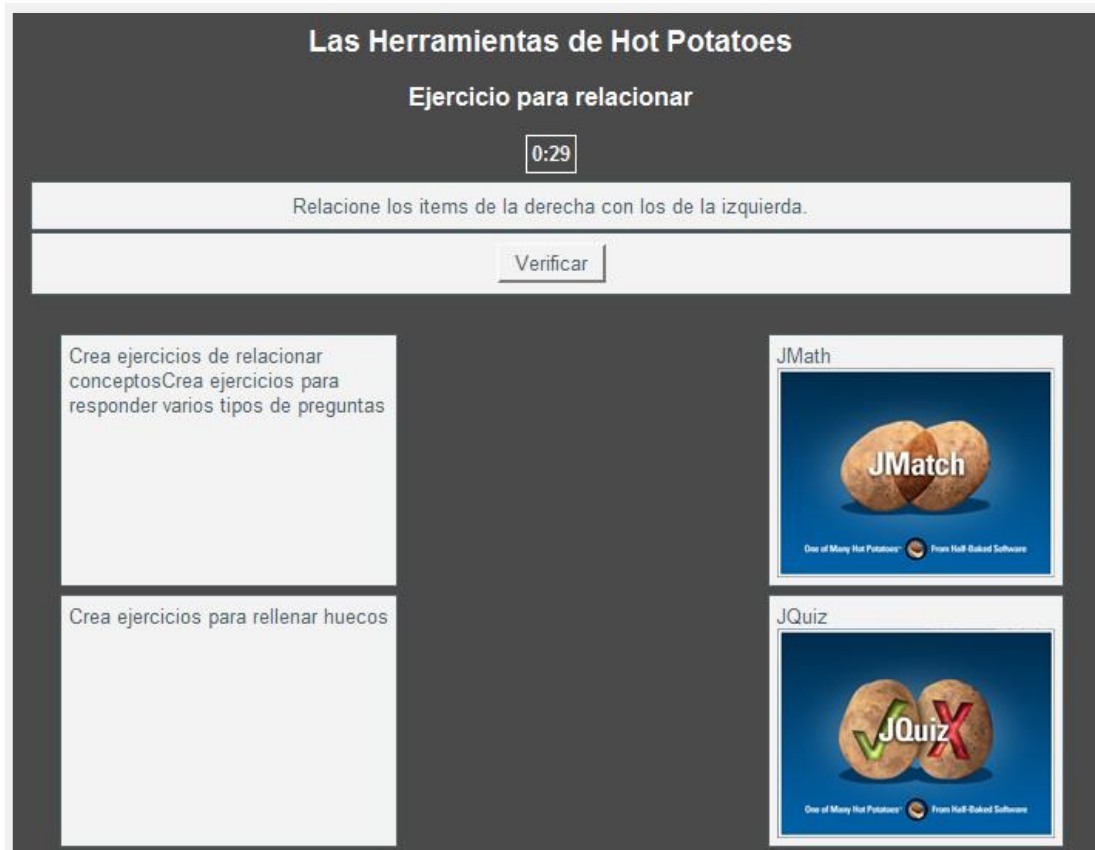 Las Herramientas de Hot Potatoes
Ejercicio para relacionar
0:29
Relacione los items de la derecha con los de la izquierda.
Verificar
Crea ejercicios de relacionar
conceptosCrea ejercicios para
responder varios tipos de preguntas
JMath
JMatch
One of Many Hot Potatoes™ From Half-Baked Software
Crea ejercicios para rellenar huecos
JQuiz
JQuiz
One of Many Hot Potatoes™ From Half-Baked Software